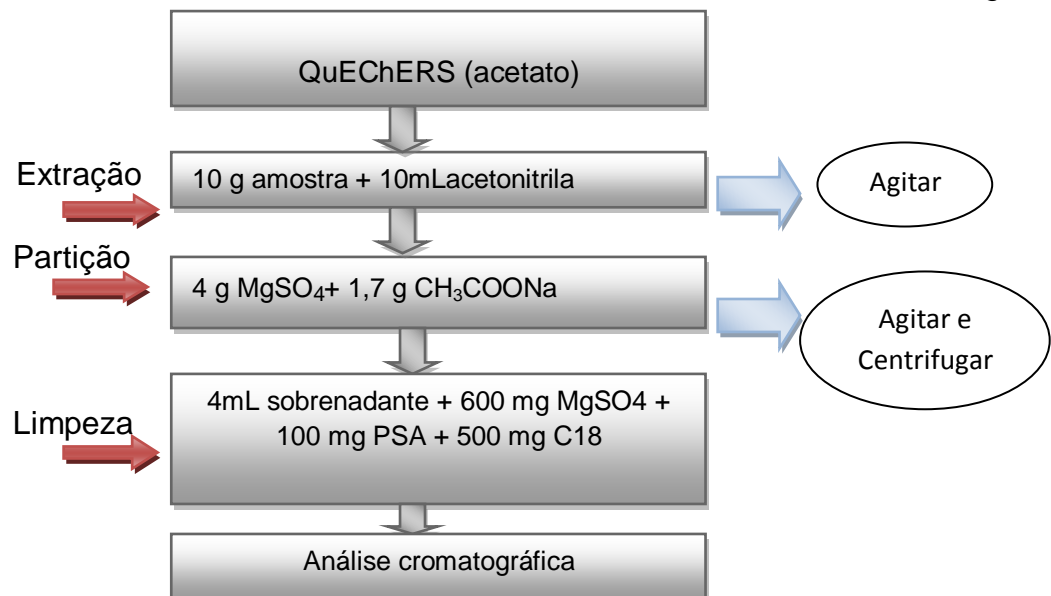 QuEChERS (acetato)
Extração
10 g amostra + 10mLacetonitrila
Agitar
Partição
4 g MgSO₄+ 1,7 g CH₃COONa
Agitar e
Centrifugar
Limpeza
4mL sobrenadante + 600 mg MgSO4 +
100 mg PSA + 500 mg C18
Análise cromatográfica